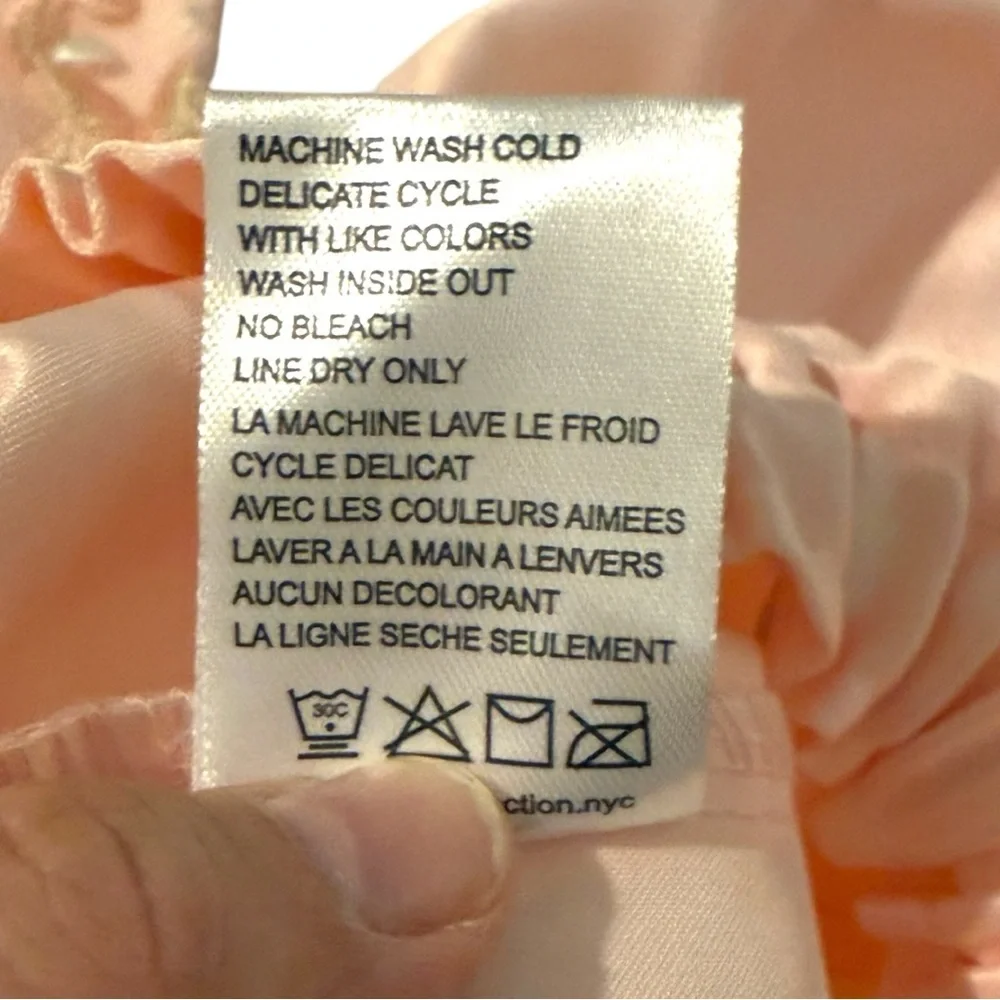 MACHINE WASH COLD
DELICATE CYCLE
WITH LIKE COLORS
WASH INSIDE OUT
NO BLEACH
LINE DRY ONLY
LA MACHINE LAVE LE FROID
CYCLE DELICAT
AVEC LES COULEURS AIMEES
LAVER A LA MAIN A LENVERS
AUCUN DECOLORANT
LA LIGNE SECHE SEULEMENT
30C
ction.nyc